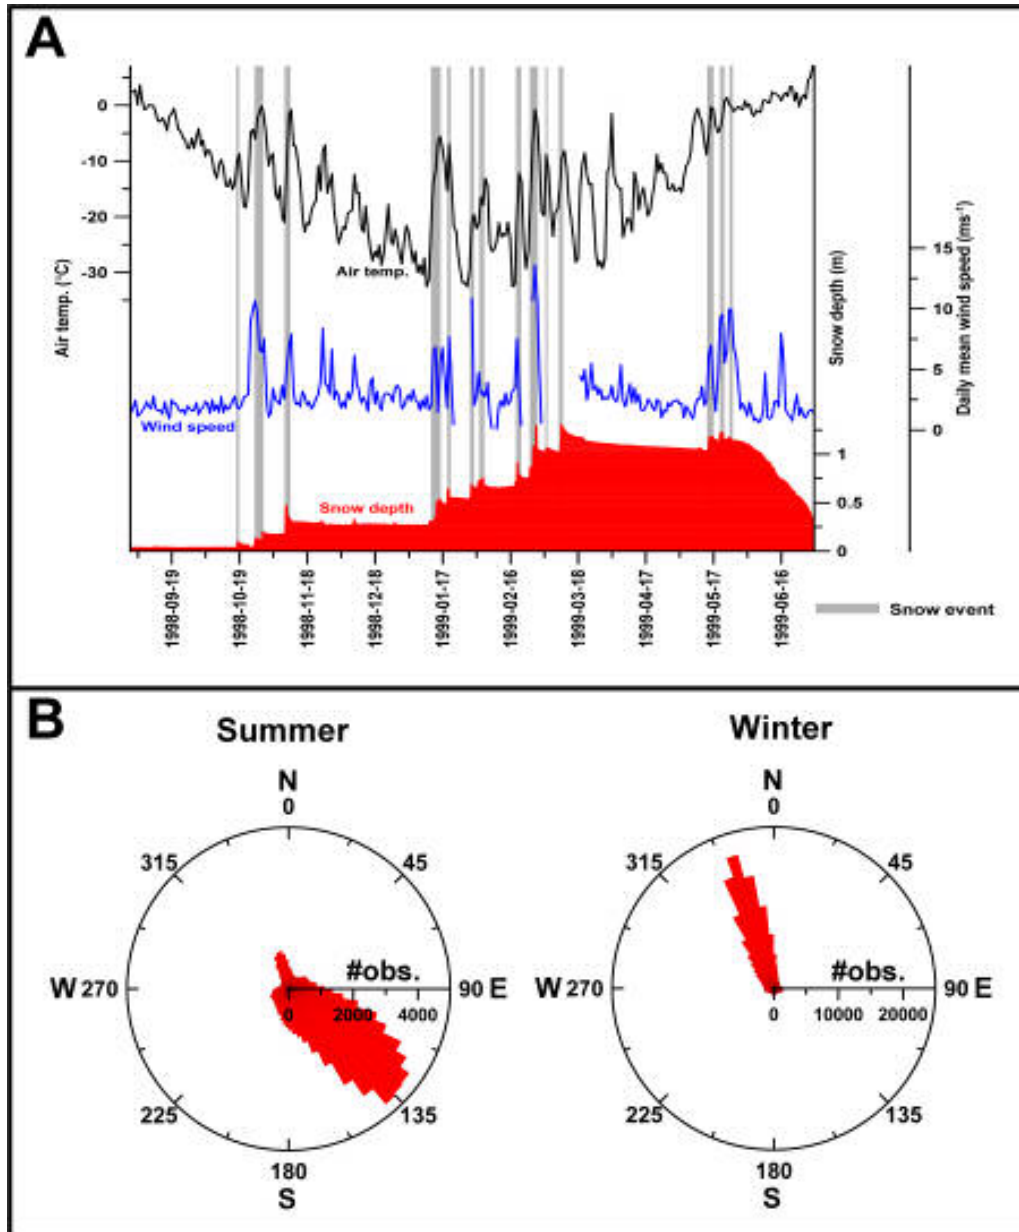 A
0
-10
-20
-30
Air temp. (°C)
Air temp.
Wind speed
Snow depth
Snow depth (m)
1
0.5
0
Daily mean wind speed (ms⁻¹)
15
10
5
0
1998-09-19
1998-10-19
1998-11-18
1998-12-18
1999-01-17
1999-02-16
1999-03-18
1999-04-17
1999-05-17
1999-06-16
Snow event
B
Summer
N
0
315
45
W 270
#obs.
90 E
0 2000 4000
225
135
180
S
Winter
N
0
315
45
W 270
#obs.
90 E
0 10000 20000
225
135
180
S